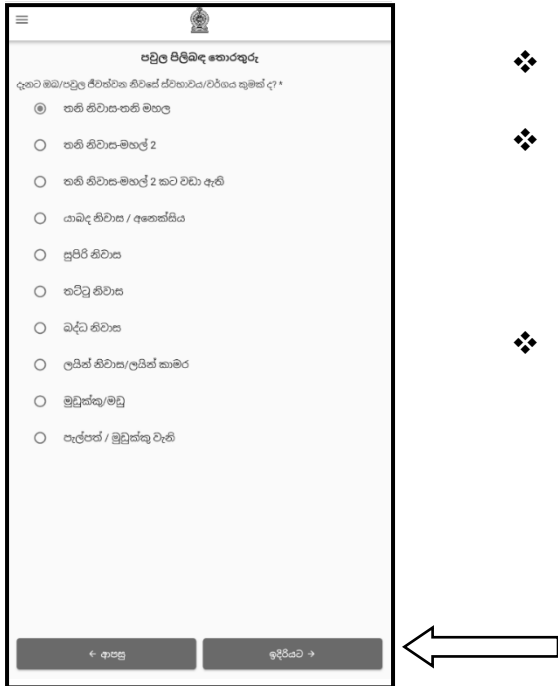 පවුල පිලිබඳ තොරතුරු
දැනට ඔබ/පවුල ජීවත්වන නිවසේ ස්වභාවය/වර්ගය කුමක් ද? *
තනි නිවාස-තනි මහල
තනි නිවාස-මහල් 2
තනි නිවාස-මහල් 2 කට වඩා ඇති
යාබද නිවාස / අනෙක්සිය
සුපිරි නිවාස
තට්ටු නිවාස
බද්ධ නිවාස
ලයින් නිවාස/ලයින් කාමර
මුඩුක්කු/මඩු
පැල්පත් / මුඩුක්කු වැනි
← ආපසු
ඉදිරියට →